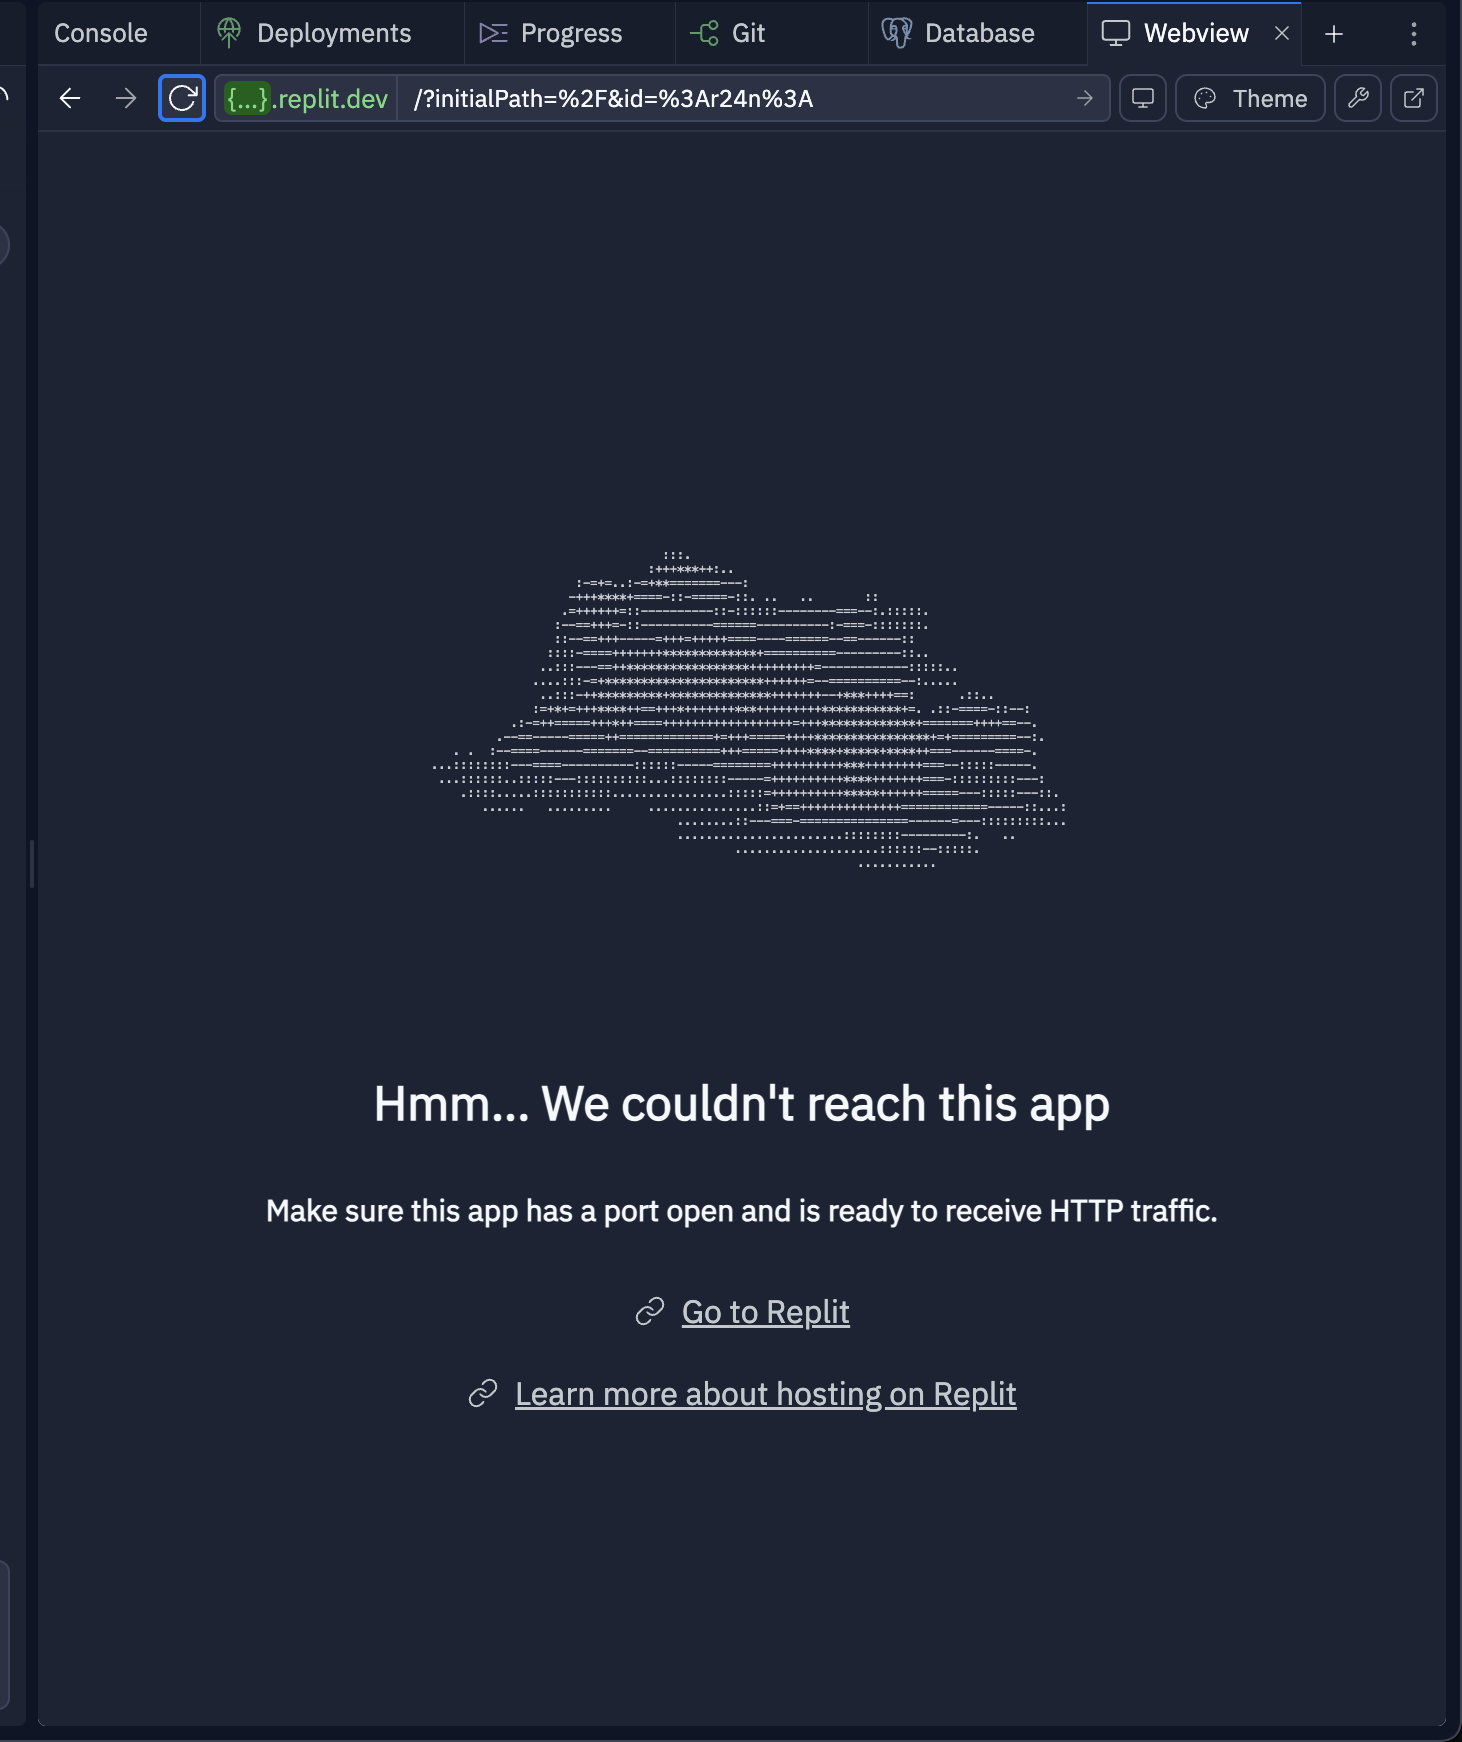 Console Deployments Progress Git Database Webview
{...}.replit.dev /?initialPath=%2F&id=%3Ar24n%3A Theme
Hmm... We couldn't reach this app
Make sure this app has a port open and is ready to receive HTTP traffic.
Go to Replit
Learn more about hosting on Replit